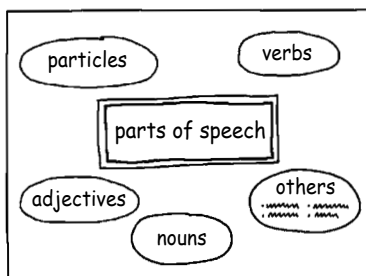 particles
verbs
parts of speech
adjectives
others
nouns